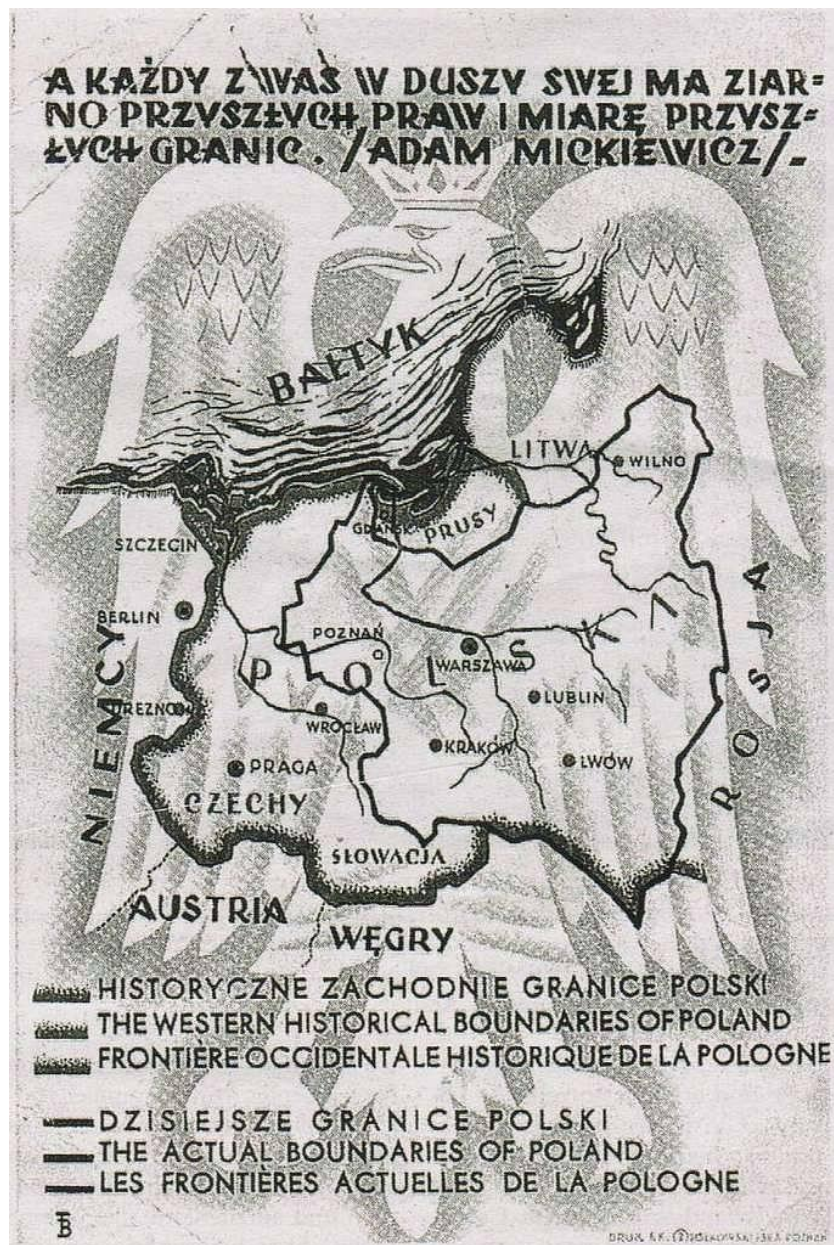 A KAŻDY Z WAS W DUSZY SWEJ MA ZIAR=
NO PRZYSZŁYCH PRAW I MIARĘ PRZYSZ=
ŁYCH GRANIC. /ADAM MICKIEWICZ/_
BAŁTYK
LITWA
WILNO
GDAŃSK
PRUSY
SZCZECIN
BERLIN
POZNAŃ
WARSZAWA
POLSKA
ROSJA
NIEMCY
DREZNO
WROCŁAW
LUBLIN
KRAKÓW
PRAGA
LWÓW
CZECHY
SŁOWACJA
AUSTRIA
WĘGRY
HISTORYCZNE ZACHODNIE GRANICE POLSKI
THE WESTERN HISTORICAL BOUNDARIES OF POLAND
FRONTIÈRE OCCIDENTALE HISTORIQUE DE LA POLOGNE
DZISIEJSZE GRANICE POLSKI
THE ACTUAL BOUNDARIES OF POLAND
LES FRONTIÈRES ACTUELLES DE LA POLOGNE
DRUK
POZNAŃ